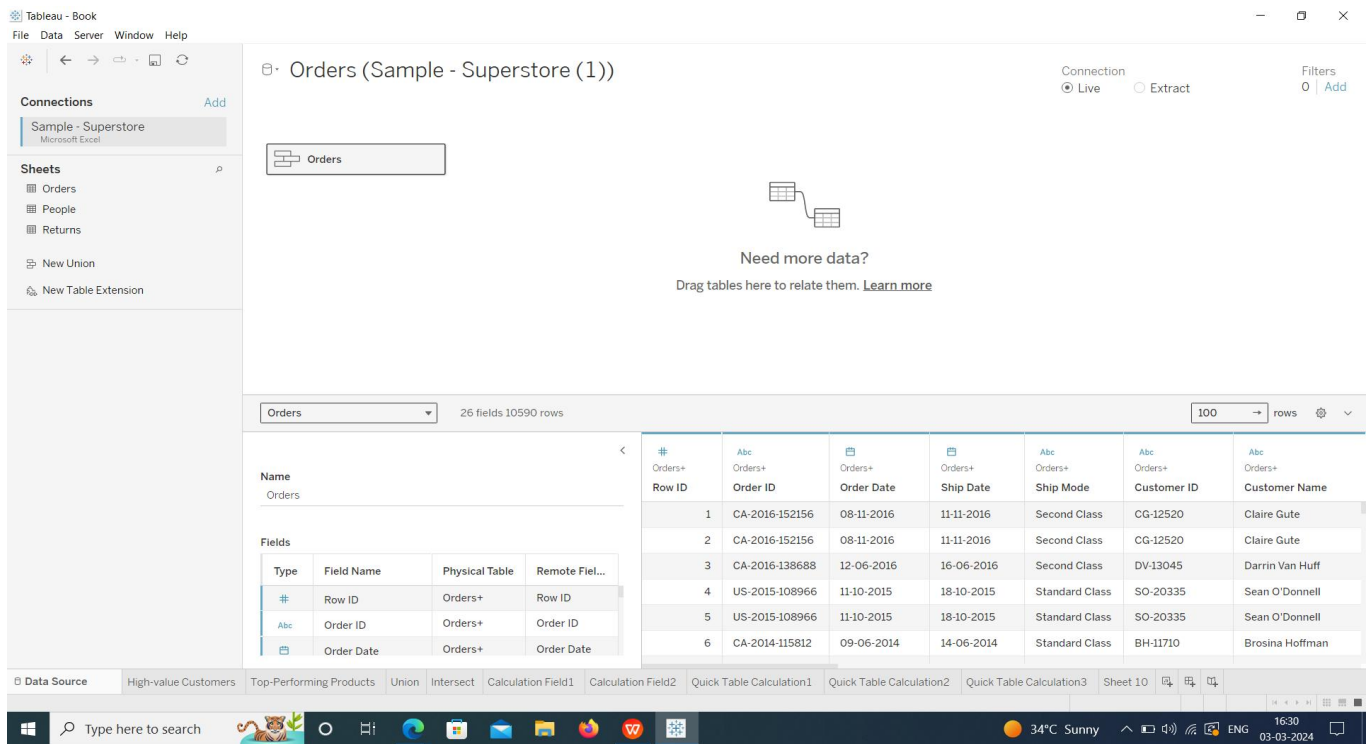 Tableau - Book
File Data Server Window Help
Orders (Sample - Superstore (1))
Connection
Live Extract
Filters
0 Add
Connections Add
Sample - Superstore
Microsoft Excel
Sheets
Orders
People
Returns
New Union
New Table Extension
Orders
Need more data?
Drag tables here to relate them. Learn more
Orders 26 fields 10590 rows 100 → rows
Name
Orders
Fields
Type Field Name Physical Table Remote Fiel...
# Row ID Orders+ Row ID
Abc Order ID Orders+ Order ID
Order Date Orders+ Order Date
# Abc Abc Abc Abc
Orders+ Orders+ Orders+ Orders+ Orders+ Orders+ Orders+
Row ID Order ID Order Date Ship Date Ship Mode Customer ID Customer Name
1 CA-2016-152156 08-11-2016 11-11-2016 Second Class CG-12520 Claire Gute
2 CA-2016-152156 08-11-2016 11-11-2016 Second Class CG-12520 Claire Gute
3 CA-2016-138688 12-06-2016 16-06-2016 Second Class DV-13045 Darrin Van Huff
4 US-2015-108966 11-10-2015 18-10-2015 Standard Class SO-20335 Sean O'Donnell
5 US-2015-108966 11-10-2015 18-10-2015 Standard Class SO-20335 Sean O'Donnell
6 CA-2014-115812 09-06-2014 14-06-2014 Standard Class BH-11710 Brosina Hoffman
Data Source High-value Customers Top-Performing Products Union Intersect Calculation Field1 Calculation Field2 Quick Table Calculation1 Quick Table Calculation2 Quick Table Calculation3 Sheet 10
Type here to search 34°C Sunny ENG 16:30
03-03-2024